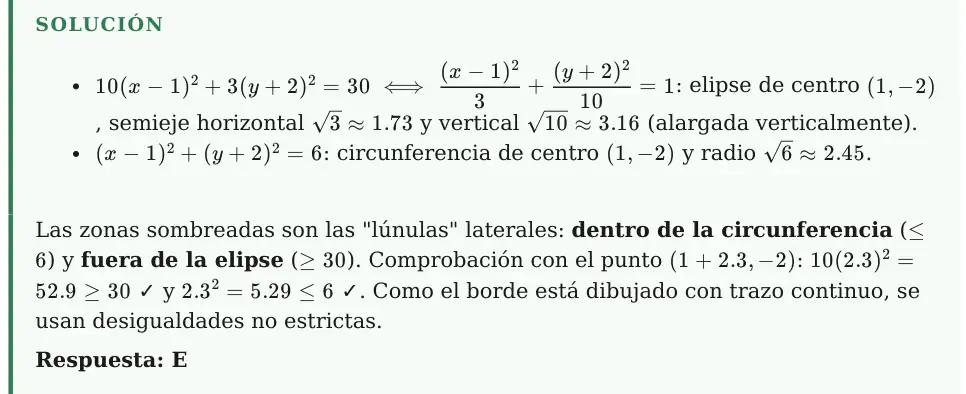 SOLUCIÓN
• 10(x − 1)² + 3(y + 2)² = 30 ⟺ (x − 1)²/3 + (y + 2)²/10 = 1: elipse de centro (1, −2)
, semieje horizontal √3 ≈ 1.73 y vertical √10 ≈ 3.16 (alargada verticalmente).
• (x − 1)² + (y + 2)² = 6: circunferencia de centro (1, −2) y radio √6 ≈ 2.45.
Las zonas sombreadas son las "lúnulas" laterales: dentro de la circunferencia (≤
6) y fuera de la elipse (≥ 30). Comprobación con el punto (1 + 2.3, −2): 10(2.3)² =
52.9 ≥ 30 ✓ y 2.3² = 5.29 ≤ 6 ✓. Como el borde está dibujado con trazo continuo, se
usan desigualdades no estrictas.
Respuesta: E